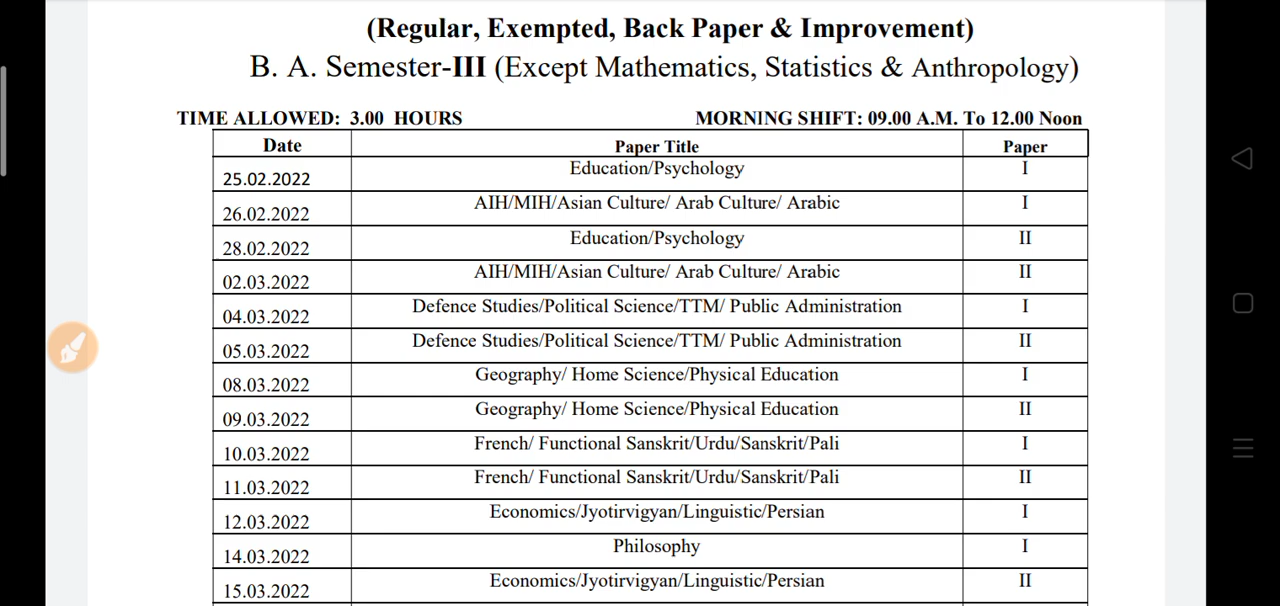 (Regular, Exempted, Back Paper & Improvement)
B. A. Semester-III (Except Mathematics, Statistics & Anthropology)
TIME ALLOWED: 3.00 HOURS MORNING SHIFT: 09.00 A.M. To 12.00 Noon
Date Paper Title Paper
25.02.2022 Education/Psychology I
26.02.2022 AIH/MIH/Asian Culture/ Arab Culture/ Arabic I
28.02.2022 Education/Psychology II
02.03.2022 AIH/MIH/Asian Culture/ Arab Culture/ Arabic II
04.03.2022 Defence Studies/Political Science/TTM/ Public Administration I
05.03.2022 Defence Studies/Political Science/TTM/ Public Administration II
08.03.2022 Geography/ Home Science/Physical Education I
09.03.2022 Geography/ Home Science/Physical Education II
10.03.2022 French/ Functional Sanskrit/Urdu/Sanskrit/Pali I
11.03.2022 French/ Functional Sanskrit/Urdu/Sanskrit/Pali II
12.03.2022 Economics/Jyotirvigyan/Linguistic/Persian I
14.03.2022 Philosophy I
15.03.2022 Economics/Jyotirvigyan/Linguistic/Persian II